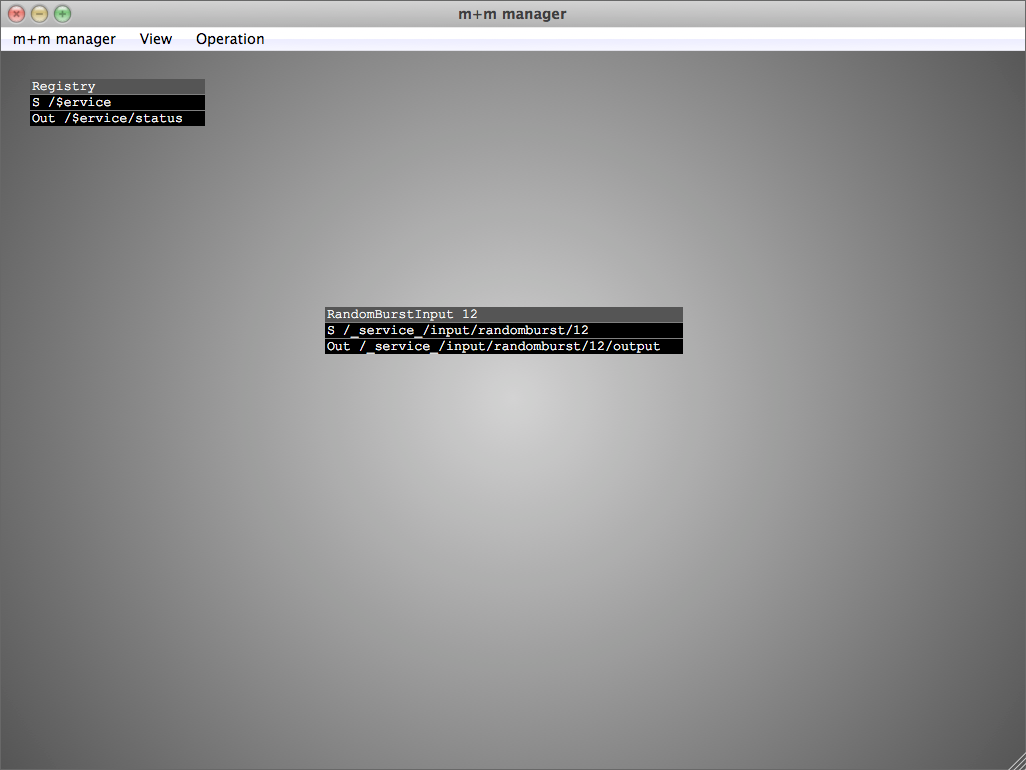 m+m manager
m+m manager View Operation
Registry
S /$ervice
Out /$ervice/status
RandomBurstInput 12
S /_service_/input/randomburst/12
Out /_service_/input/randomburst/12/output